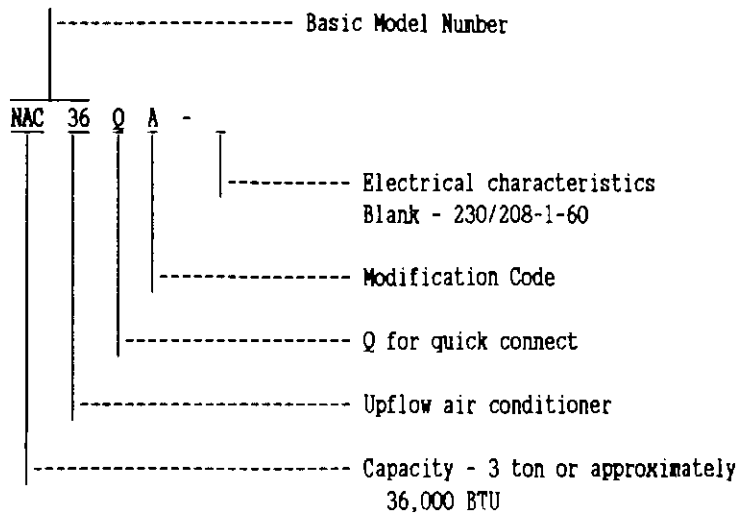 Basic Model Number
NAC 36 Q A - _
Electrical characteristics
Blank - 230/208-1-60
Modification Code
Q for quick connect
Upflow air conditioner
Capacity - 3 ton or approximately
36,000 BTU